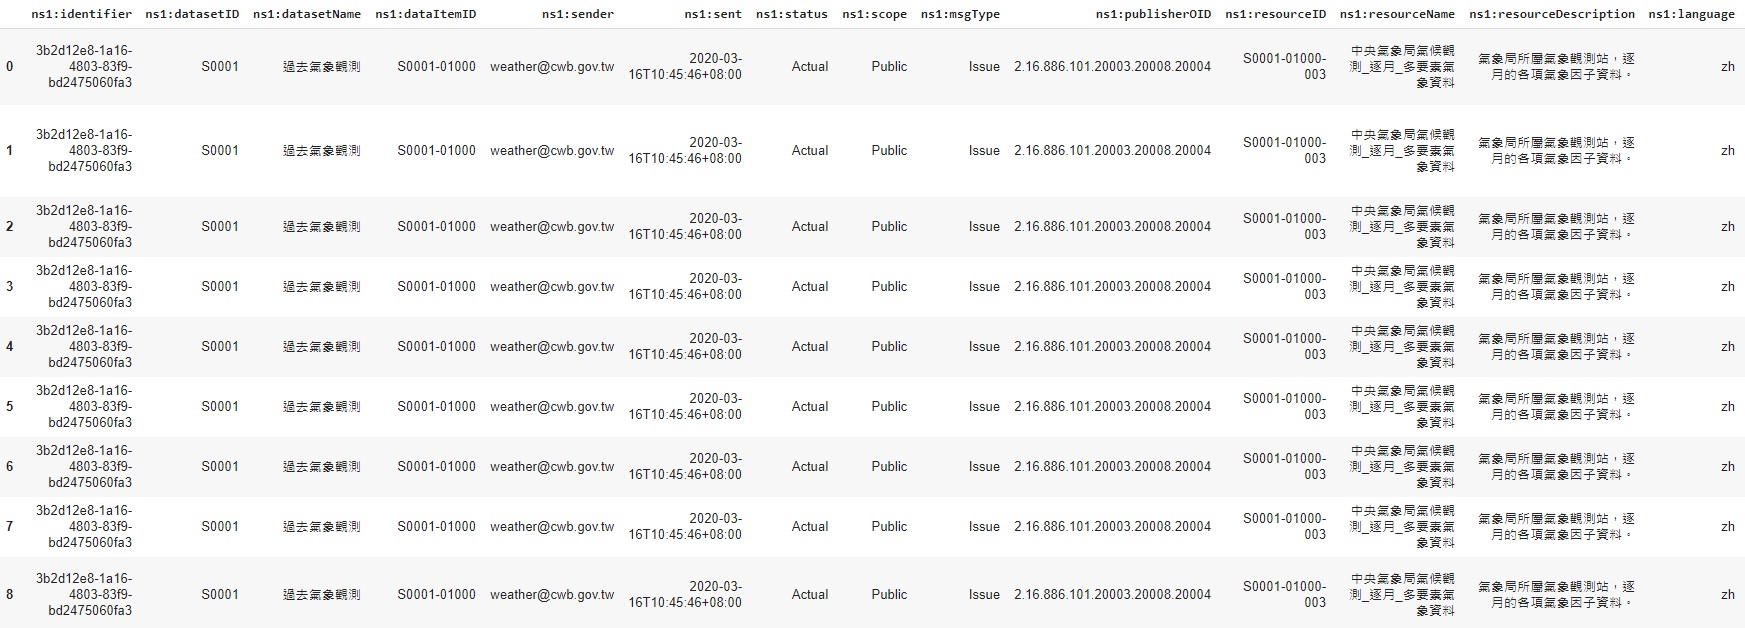 ns1:identifier ns1:datasetID ns1:datasetName ns1:dataItemID ns1:sender ns1:sent ns1:status ns1:scope ns1:msgType ns1:publisherOID ns1:resourceID ns1:resourceName ns1:resourceDescription ns1:language
3b2d12e8-1a16- 中央氣象局氣候觀
2020-03- S0001-01000- 氣象局所屬氣象觀測站，逐
0 4803-83f9- S0001 過去氣象觀測 S0001-01000 weather@cwb.gov.tw Actual Public Issue 2.16.886.101.20003.20008.20004 測_逐月_多要素氣 zh
16T10:45:46+08:00 003 月的各項氣象因子資料。
bd2475060fa3 象資料
3b2d12e8-1a16- 中央氣象局氣候觀
2020-03- S0001-01000- 氣象局所屬氣象觀測站，逐
1 4803-83f9- S0001 過去氣象觀測 S0001-01000 weather@cwb.gov.tw Actual Public Issue 2.16.886.101.20003.20008.20004 測_逐月_多要素氣 zh
16T10:45:46+08:00 003 月的各項氣象因子資料。
bd2475060fa3 象資料
3b2d12e8-1a16- 中央氣象局氣候觀
2020-03- S0001-01000- 氣象局所屬氣象觀測站，逐
2 4803-83f9- S0001 過去氣象觀測 S0001-01000 weather@cwb.gov.tw Actual Public Issue 2.16.886.101.20003.20008.20004 測_逐月_多要素氣 zh
16T10:45:46+08:00 003 月的各項氣象因子資料。
bd2475060fa3 象資料
3b2d12e8-1a16- 中央氣象局氣候觀
2020-03- S0001-01000- 氣象局所屬氣象觀測站，逐
3 4803-83f9- S0001 過去氣象觀測 S0001-01000 weather@cwb.gov.tw Actual Public Issue 2.16.886.101.20003.20008.20004 測_逐月_多要素氣 zh
16T10:45:46+08:00 003 月的各項氣象因子資料。
bd2475060fa3 象資料
3b2d12e8-1a16- 中央氣象局氣候觀
2020-03- S0001-01000- 氣象局所屬氣象觀測站，逐
4 4803-83f9- S0001 過去氣象觀測 S0001-01000 weather@cwb.gov.tw Actual Public Issue 2.16.886.101.20003.20008.20004 測_逐月_多要素氣 zh
16T10:45:46+08:00 003 月的各項氣象因子資料。
bd2475060fa3 象資料
3b2d12e8-1a16- 中央氣象局氣候觀
2020-03- S0001-01000- 氣象局所屬氣象觀測站，逐
5 4803-83f9- S0001 過去氣象觀測 S0001-01000 weather@cwb.gov.tw Actual Public Issue 2.16.886.101.20003.20008.20004 測_逐月_多要素氣 zh
16T10:45:46+08:00 003 月的各項氣象因子資料。
bd2475060fa3 象資料
3b2d12e8-1a16- 中央氣象局氣候觀
2020-03- S0001-01000- 氣象局所屬氣象觀測站，逐
6 4803-83f9- S0001 過去氣象觀測 S0001-01000 weather@cwb.gov.tw Actual Public Issue 2.16.886.101.20003.20008.20004 測_逐月_多要素氣 zh
16T10:45:46+08:00 003 月的各項氣象因子資料。
bd2475060fa3 象資料
3b2d12e8-1a16- 中央氣象局氣候觀
2020-03- S0001-01000- 氣象局所屬氣象觀測站，逐
7 4803-83f9- S0001 過去氣象觀測 S0001-01000 weather@cwb.gov.tw Actual Public Issue 2.16.886.101.20003.20008.20004 測_逐月_多要素氣 zh
16T10:45:46+08:00 003 月的各項氣象因子資料。
bd2475060fa3 象資料
3b2d12e8-1a16- 中央氣象局氣候觀
2020-03- S0001-01000- 氣象局所屬氣象觀測站，逐
8 4803-83f9- S0001 過去氣象觀測 S0001-01000 weather@cwb.gov.tw Actual Public Issue 2.16.886.101.20003.20008.20004 測_逐月_多要素氣 zh
16T10:45:46+08:00 003 月的各項氣象因子資料。
bd2475060fa3 象資料